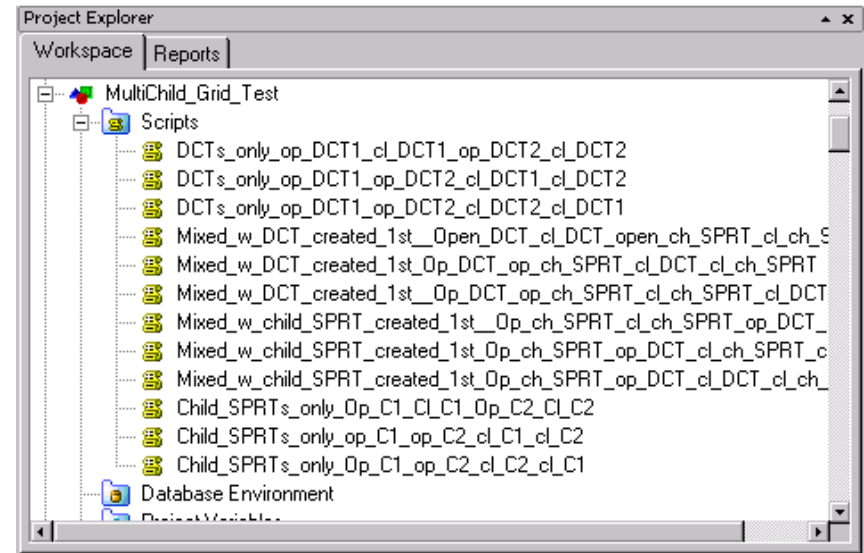 Project Explorer
Workspace Reports
MultiChild_Grid_Test
Scripts
DCTs_only_op_DCT1_cl_DCT1_op_DCT2_cl_DCT2
DCTs_only_op_DCT1_op_DCT2_cl_DCT1_cl_DCT2
DCTs_only_op_DCT1_op_DCT2_cl_DCT2_cl_DCT1
Mixed_w_DCT_created_1st__Open_DCT_cl_DCT_open_ch_SPRT_cl_ch_S
Mixed_w_DCT_created_1st_Op_DCT_op_ch_SPRT_cl_DCT_cl_ch_SPRT
Mixed_w_DCT_created_1st__Op_DCT_op_ch_SPRT_cl_ch_SPRT_cl_DCT
Mixed_w_child_SPRT_created_1st__Op_ch_SPRT_cl_ch_SPRT_op_DCT_
Mixed_w_child_SPRT_created_1st_Op_ch_SPRT_op_DCT_cl_ch_SPRT_c
Mixed_w_child_SPRT_created_1st_Op_ch_SPRT_op_DCT_cl_DCT_cl_ch_
Child_SPRTs_only_Op_C1_Cl_C1_Op_C2_Cl_C2
Child_SPRTs_only_op_C1_op_C2_cl_C1_cl_C2
Child_SPRTs_only_Op_C1_op_C2_cl_C2_cl_C1
Database Environment